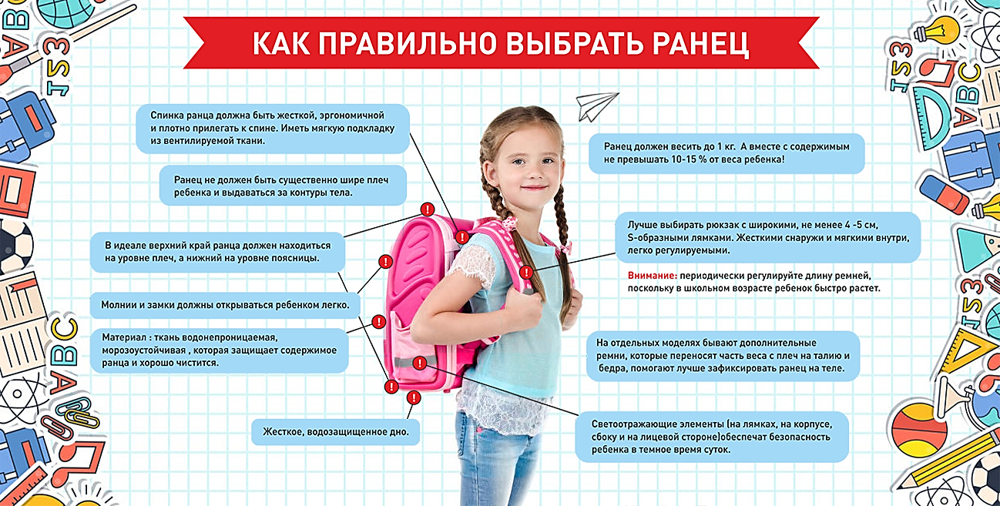 КАК ПРАВИЛЬНО ВЫБРАТЬ РАНЕЦ
Спинка ранца должна быть жесткой, эргономичной
и плотно прилегать к спине. Иметь мягкую подкладку
из вентилируемой ткани.
Ранец не должен быть существенно шире плеч
ребенка и выдаваться за контуры тела.
В идеале верхний край ранца должен находиться
на уровне плеч, а нижний на уровне поясницы.
Молнии и замки должны открываться ребенком легко.
Материал : ткань водонепроницаемая,
морозоустойчивая , которая защищает содержимое
ранца и хорошо чистится.
Жесткое, водозащищенное дно.
Ранец должен весить до 1 кг. А вместе с содержимым
не превышать 10-15 % от веса ребенка!
Лучше выбирать рюкзак с широкими, не менее 4 -5 см,
S-образными лямками. Жесткими снаружи и мягкими внутри,
легко регулируемыми.
Внимание: периодически регулируйте длину ремней,
поскольку в школьном возрасте ребенок быстро растет.
На отдельных моделях бывают дополнительные
ремни, которые переносят часть веса с плеч на талию и
бедра, помогают лучше зафиксировать ранец на теле.
Светоотражающие элементы (на лямках, на корпусе,
сбоку и на лицевой стороне)обеспечат безопасность
ребенка в темное время суток.
ABC
153
ABC
153
ABC
153